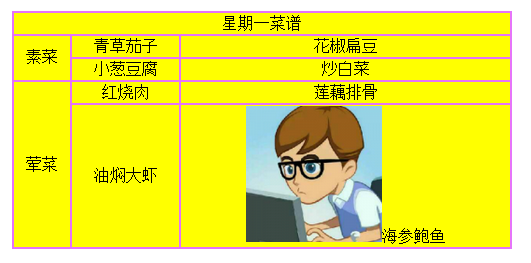 星期一菜谱
素菜 青草茄子 花椒扁豆
小葱豆腐 炒白菜
荤菜 红烧肉 莲藕排骨
油焖大虾 海参鲍鱼